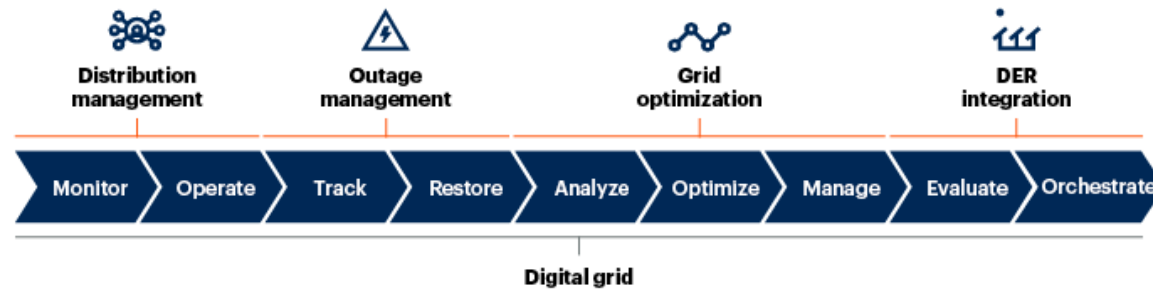 Distribution
management
Outage
management
Grid
optimization
DER
integration
Monitor
Operate
Track
Restore
Analyze
Optimize
Manage
Evaluate
Orchestrate
Digital grid